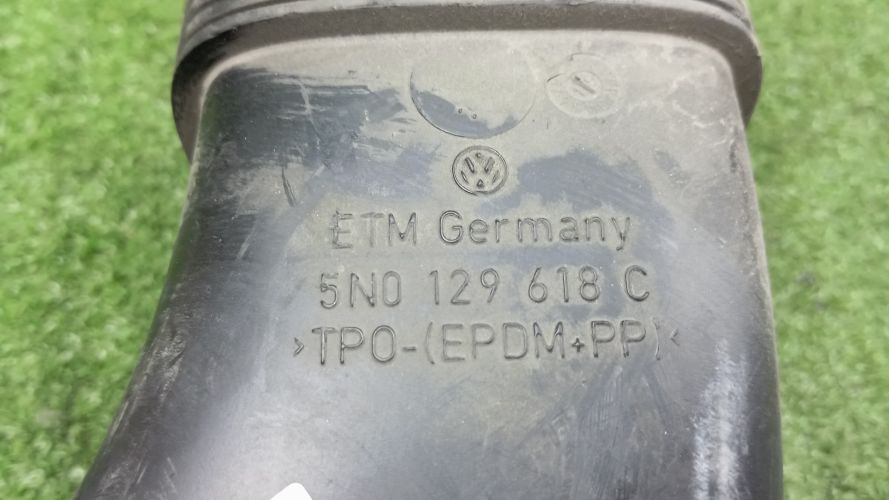 ETM Germany
5N0 129 618 C
>TPO-(EPDM+PP)<